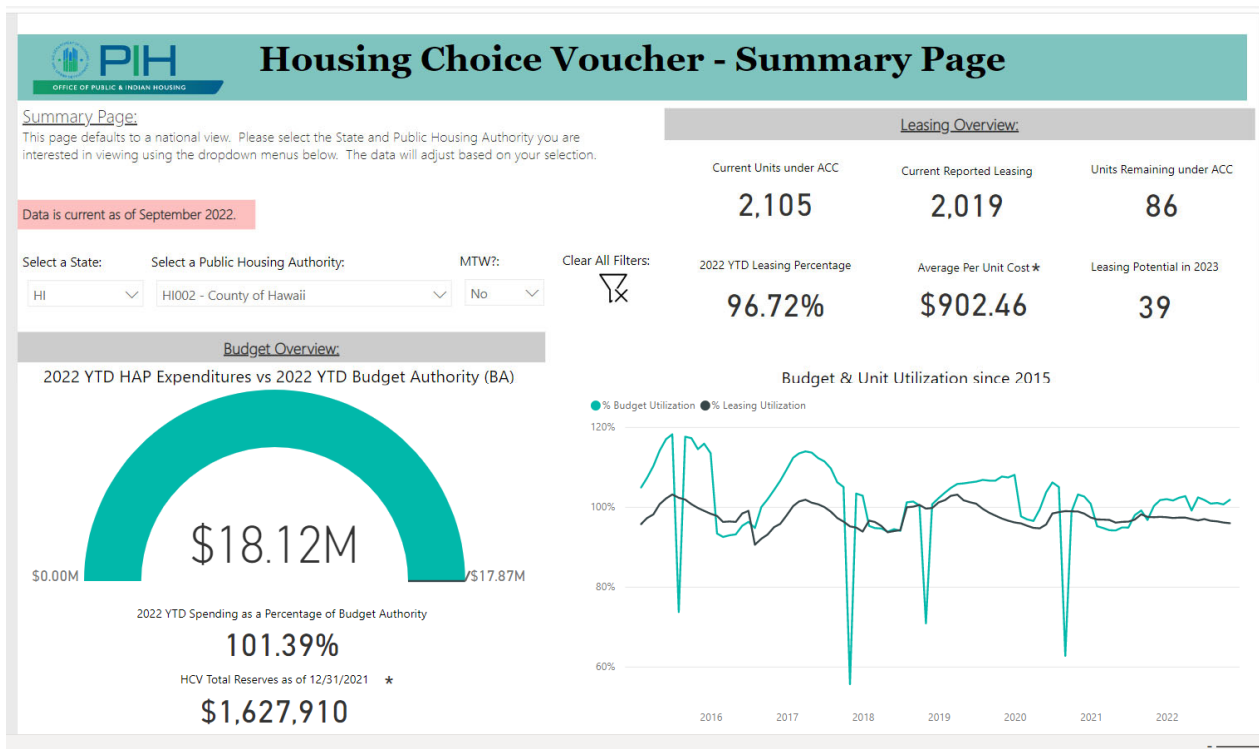 PIH
OFFICE OF PUBLIC & INDIAN HOUSING
Housing Choice Voucher - Summary Page
Summary Page:
This page defaults to a national view. Please select the State and Public Housing Authority you are
interested in viewing using the dropdown menus below. The data will adjust based on your selection.
Data is current as of September 2022.
Select a State:
HI
Select a Public Housing Authority:
HI002 - County of Hawaii
MTW?:
No
Clear All Filters:
Leasing Overview:
Current Units under ACC
2,105
Current Reported Leasing
2,019
Units Remaining under ACC
86
2022 YTD Leasing Percentage
96.72%
Average Per Unit Cost *
$902.46
Leasing Potential in 2023
39
Budget Overview:
2022 YTD HAP Expenditures vs 2022 YTD Budget Authority (BA)
$18.12M
$0.00M
$17.87M
2022 YTD Spending as a Percentage of Budget Authority
101.39%
HCV Total Reserves as of 12/31/2021 *
$1,627,910
Budget & Unit Utilization since 2015
% Budget Utilization % Leasing Utilization
120%
100%
80%
60%
2016 2017 2018 2019 2020 2021 2022